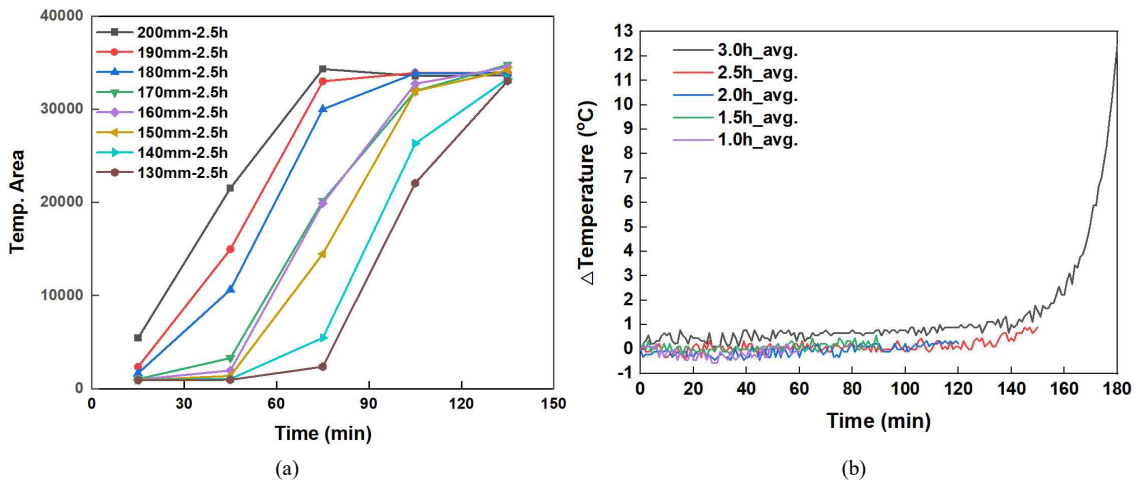 40000
30000
20000
10000
0
Temp. Area
200mm-2.5h
190mm-2.5h
180mm-2.5h
170mm-2.5h
160mm-2.5h
150mm-2.5h
140mm-2.5h
130mm-2.5h
0 30 60 90 120 150
Time (min)
(a)
13
12
11
10
9
8
7
6
5
4
3
2
1
0
-1
△Temperature (°C)
3.0h_avg.
2.5h_avg.
2.0h_avg.
1.5h_avg.
1.0h_avg.
0 20 40 60 80 100 120 140 160 180
Time (min)
(b)